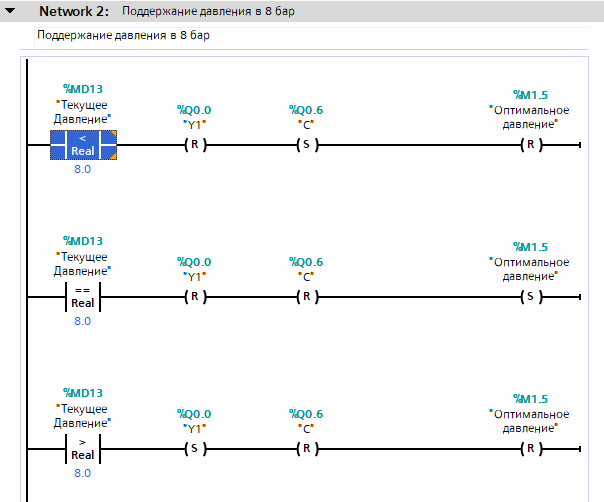 Network 2: Поддержание давления в 8 бар
Поддержание давления в 8 бар
%MD13
"Текущее
Давление"
<
Real
8.0
%Q0.0
"Y1"
R
%Q0.6
"C"
S
%M1.5
"Оптимальное
давление"
R
%MD13
"Текущее
Давление"
==
Real
8.0
%Q0.0
"Y1"
R
%Q0.6
"C"
R
%M1.5
"Оптимальное
давление"
S
%MD13
"Текущее
Давление"
>
Real
8.0
%Q0.0
"Y1"
S
%Q0.6
"C"
R
%M1.5
"Оптимальное
давление"
R